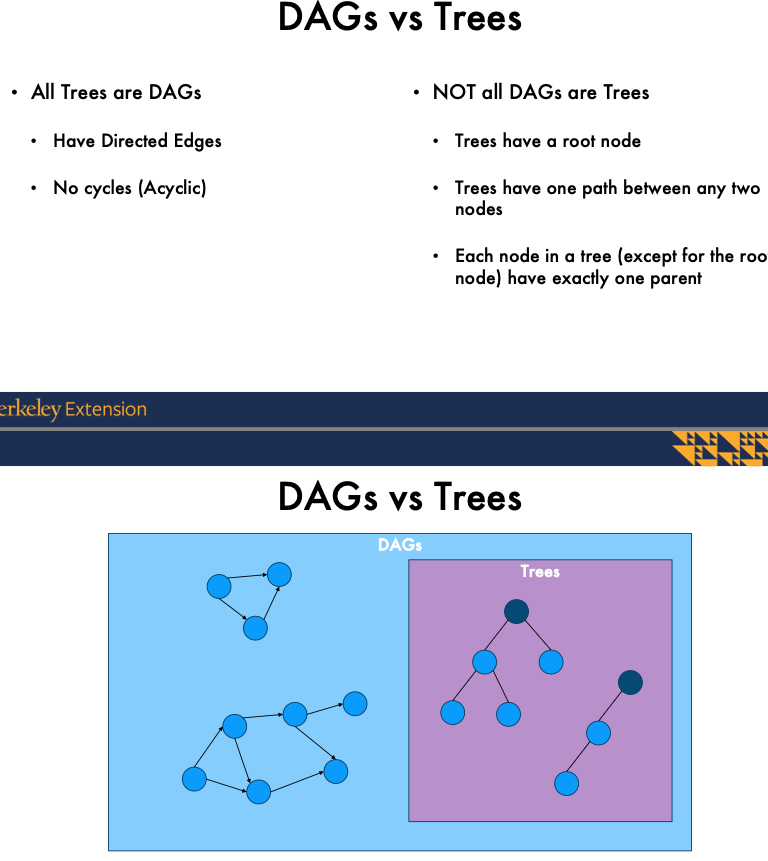 DAGs vs Trees
• All Trees are DAGs
• Have Directed Edges
• No cycles (Acyclic)
• NOT all DAGs are Trees
• Trees have a root node
• Trees have one path between any two
nodes
• Each node in a tree (except for the roo
node) have exactly one parent
erkeley Extension
DAGs vs Trees
DAGs
Trees